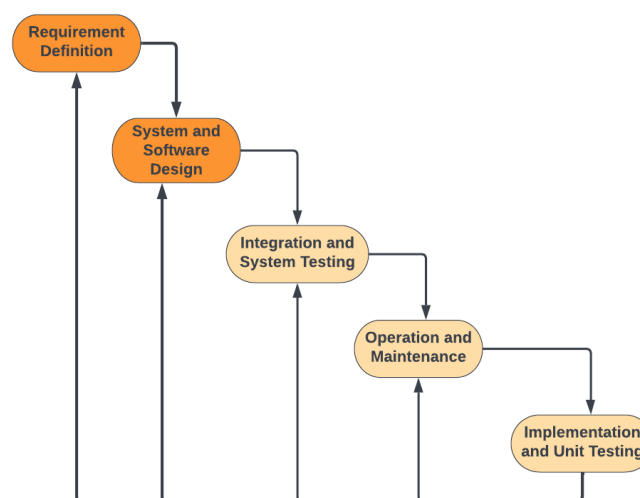 Requirement
Definition
System and
Software
Design
Integration and
System Testing
Operation and
Maintenance
Implementation
and Unit Testing